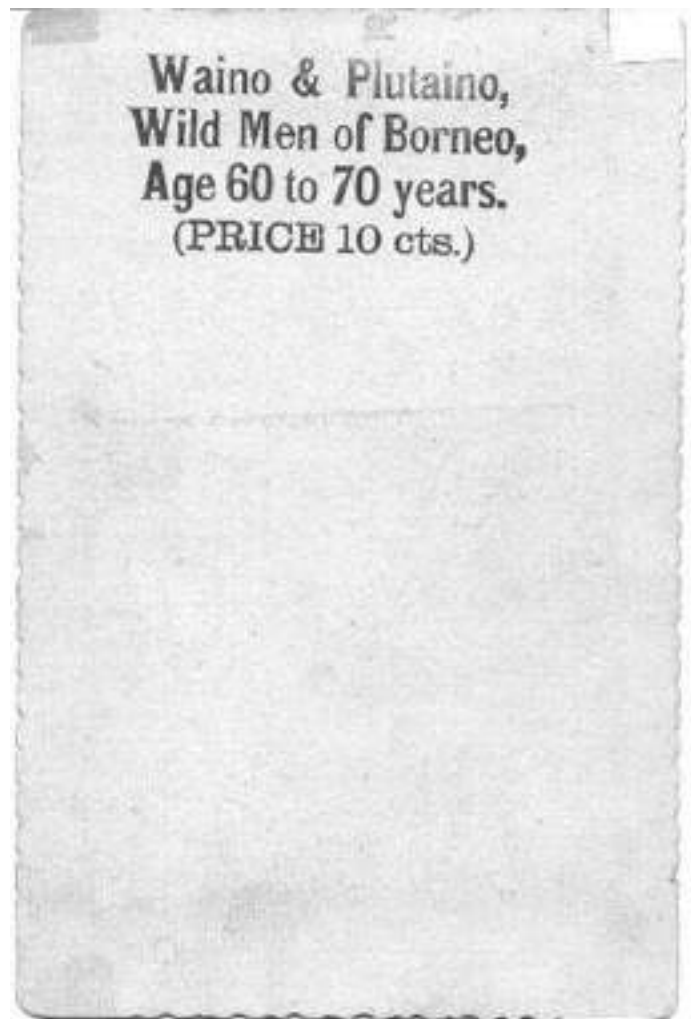 Waino & Plutaino,
Wild Men of Borneo,
Age 60 to 70 years.
(PRICE 10 cts.)